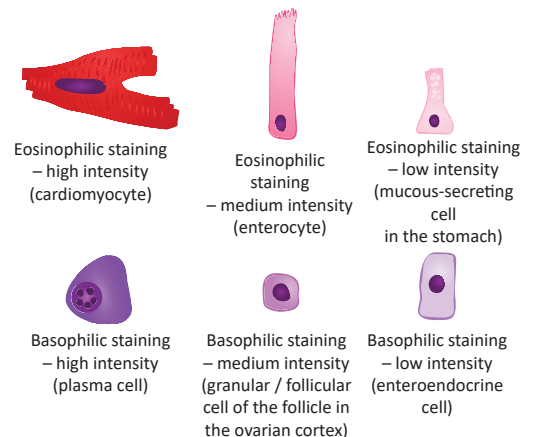 Eosinophilic staining
– high intensity
(cardiomyocyte)
Eosinophilic
staining
– medium intensity
(enterocyte)
Eosinophilic staining
– low intensity
(mucous-secreting
cell
in the stomach)
Basophilic staining
– high intensity
(plasma cell)
Basophilic staining
– medium intensity
(granular / follicular
cell of the follicle in
the ovarian cortex)
Basophilic staining
– low intensity
(enteroendocrine
cell)